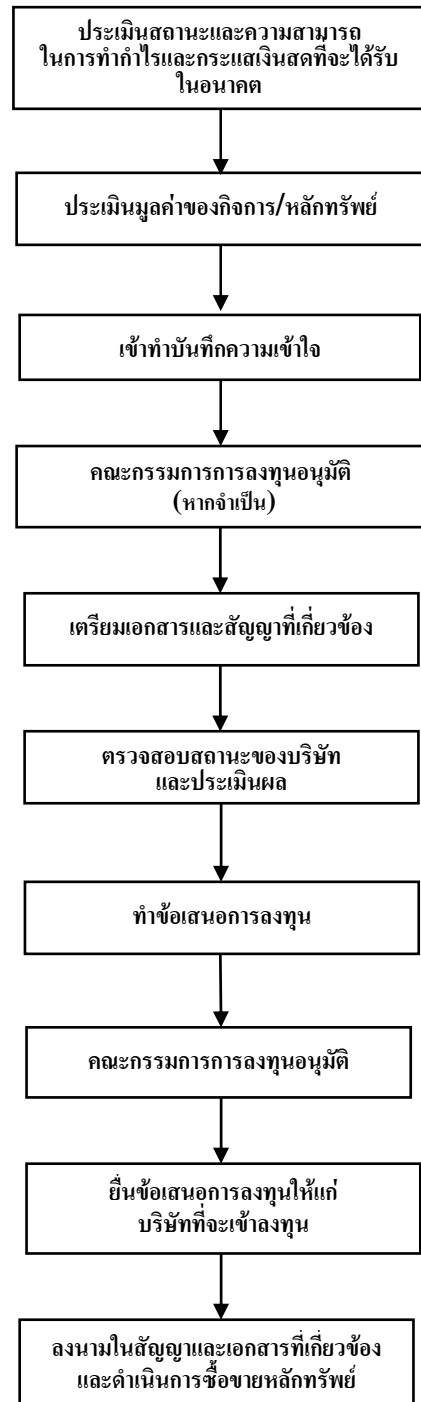 ประเมินสถานะและความสามารถ
ในการทำกำไรและกระแสเงินสดที่จะได้รับ
ในอนาคต
ประเมินมูลค่าของกิจการ/หลักทรัพย์
เข้าทำบันทึกความเข้าใจ
คณะกรรมการการลงทุนอนุมัติ
(หากจำเป็น)
เตรียมเอกสารและสัญญาที่เกี่ยวข้อง
ตรวจสอบสถานะของบริษัท
และประเมินผล
ทำข้อเสนอการลงทุน
คณะกรรมการการลงทุนอนุมัติ
ยื่นข้อเสนอการลงทุนให้แก่
บริษัทที่จะเข้าลงทุน
ลงนามในสัญญาและเอกสารที่เกี่ยวข้อง
และดำเนินการซื้อขายหลักทรัพย์